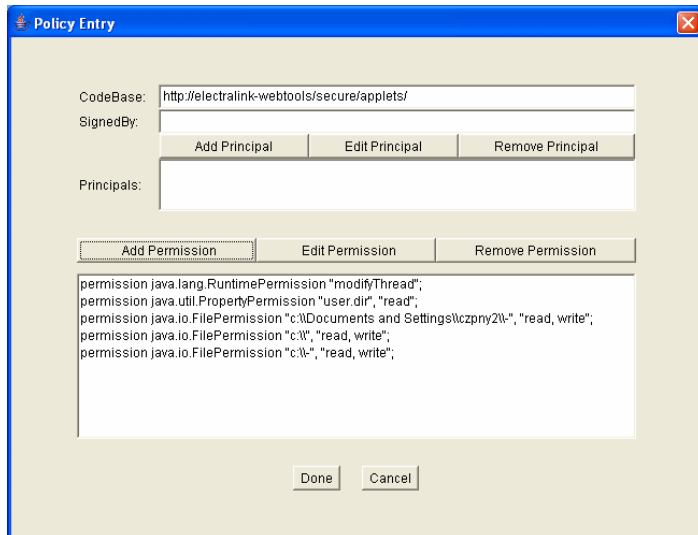 Policy Entry
CodeBase: http://electralink-webtools/secure/applets/
SignedBy:
Add Principal Edit Principal Remove Principal
Principals:
Add Permission Edit Permission Remove Permission
permission java.lang.RuntimePermission "modifyThread";
permission java.util.PropertyPermission "user.dir", "read";
permission java.io.FilePermission "c:\\Documents and Settings\\czpny2\\-", "read, write";
permission java.io.FilePermission "c:\\", "read, write";
permission java.io.FilePermission "c:\\-", "read, write";
Done Cancel